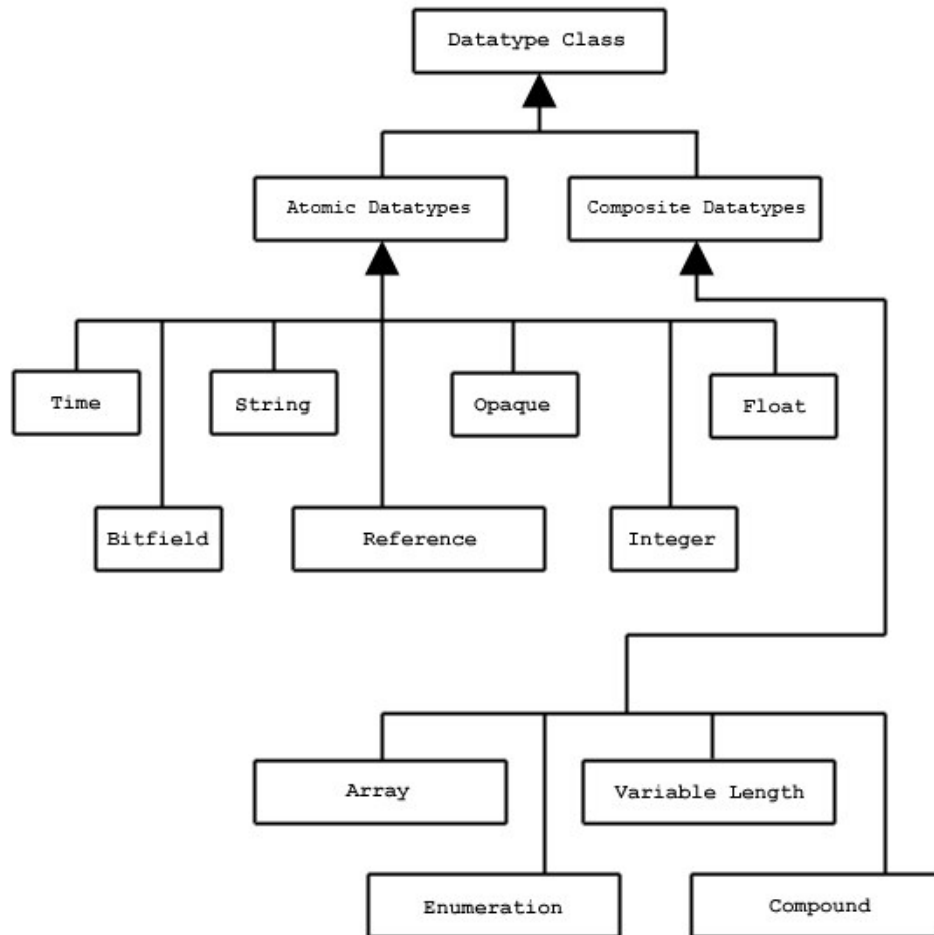 Datatype Class
Atomic Datatypes
Composite Datatypes
Time
String
Opaque
Float
Bitfield
Reference
Integer
Array
Variable Length
Enumeration
Compound